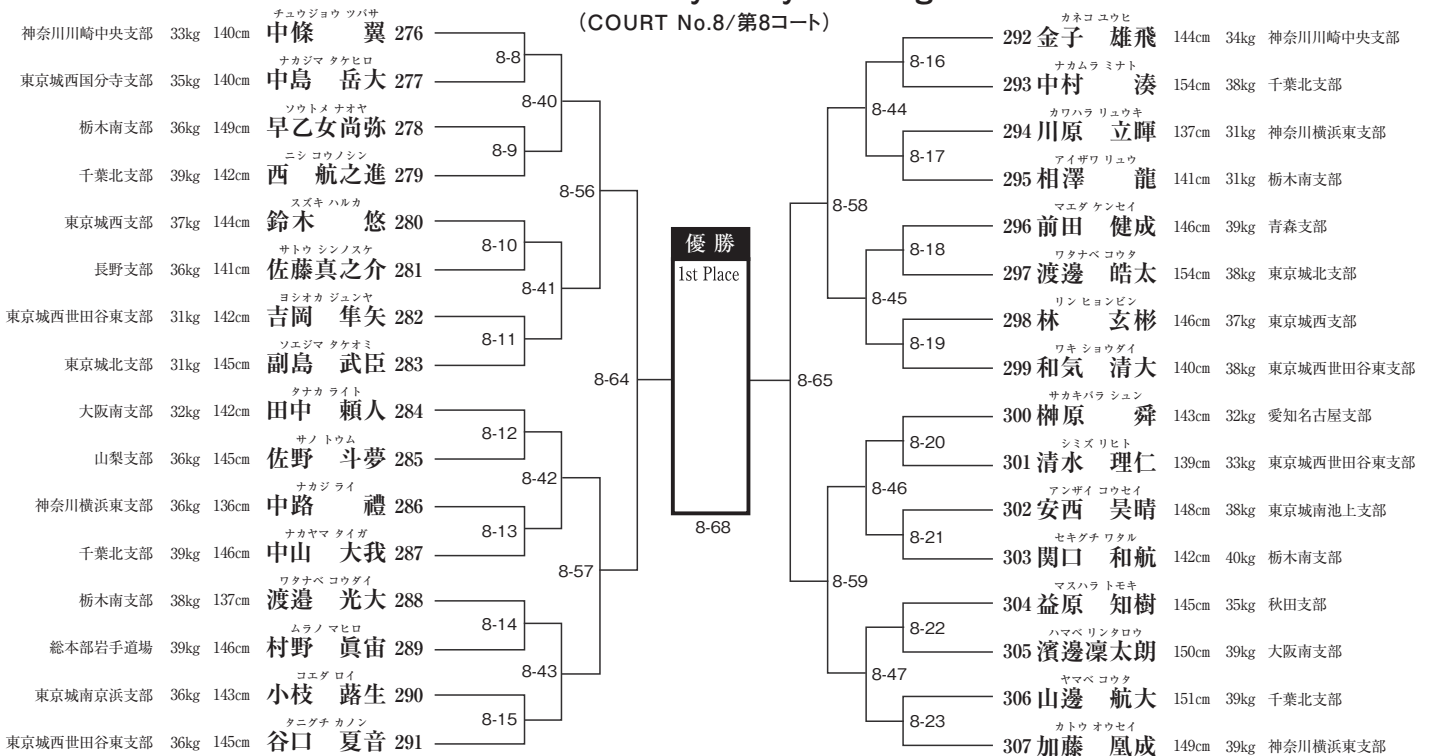 （COURT No.8/第8コート）
チュウジョウ ツバサ
神奈川川崎中央支部 33kg 140cm 中條 翼 276
8-8
ナカジマ タケヒロ
東京城西国分寺支部 35kg 140cm 中島 岳大 277
8-40
ソウトメ ナオヤ
栃木南支部 36kg 149cm 早乙女尚弥 278
8-9
ニシ コウノシン
千葉北支部 39kg 142cm 西 航之進 279
8-56
スズキ ハルカ
東京城西支部 37kg 144cm 鈴木 悠 280
8-10
サトウ シンノスケ
長野支部 36kg 141cm 佐藤真之介 281
8-41
ヨシオカ ジュンヤ
東京城西世田谷東支部 31kg 142cm 吉岡 隼矢 282
8-11
ソエジマ タケオミ
東京城北支部 31kg 145cm 副島 武臣 283
8-64
タナカ ライト
大阪南支部 32kg 142cm 田中 頼人 284
8-12
サノ トウム
山梨支部 36kg 145cm 佐野 斗夢 285
8-42
ナカジ ライ
神奈川横浜東支部 36kg 136cm 中路 禮 286
8-13
ナカヤマ タイガ
千葉北支部 39kg 146cm 中山 大我 287
8-57
ワタナベ コウダイ
栃木南支部 38kg 137cm 渡邉 光大 288
8-14
ムラノ マヒロ
総本部岩手道場 39kg 146cm 村野 眞宙 289
8-43
コエダ ロイ
東京城南京浜支部 36kg 143cm 小枝 蕗生 290
8-15
タニグチ カノン
東京城西世田谷東支部 36kg 145cm 谷口 夏音 291
優勝
1st Place
8-68
カネコ ユウヒ
292 金子 雄飛 144cm 34kg 神奈川川崎中央支部
8-16
ナカムラ ミナト
293 中村 湊 154cm 38kg 千葉北支部
8-44
カワハラ リュウキ
294 川原 立暉 137cm 31kg 神奈川横浜東支部
8-17
アイザワ リュウ
295 相澤 龍 141cm 31kg 栃木南支部
8-58
マエダ ケンセイ
296 前田 健成 146cm 39kg 青森支部
8-18
ワタナベ コウタ
297 渡邊 皓太 154cm 38kg 東京城北支部
8-45
リン ヒョンビン
298 林 玄彬 146cm 37kg 東京城西支部
8-19
ワキ ショウダイ
299 和気 清大 140cm 38kg 東京城西世田谷東支部
8-65
サカキバラ シュン
300 榊原 舜 143cm 32kg 愛知名古屋支部
8-20
シミズ リヒト
301 清水 理仁 139cm 33kg 東京城西世田谷東支部
8-46
アンザイ コウセイ
302 安西 昊晴 148cm 38kg 東京城南池上支部
8-21
セキグチ ワタル
303 関口 和航 142cm 40kg 栃木南支部
8-59
マスハラ トモキ
304 益原 知樹 145cm 35kg 秋田支部
8-22
ハマベ リンタロウ
305 濱邊凜太朗 150cm 39kg 大阪南支部
8-47
ヤマベ コウタ
306 山邊 航大 151cm 39kg 千葉北支部
8-23
カトウ オウセイ
307 加藤 凰成 149cm 39kg 神奈川横浜東支部